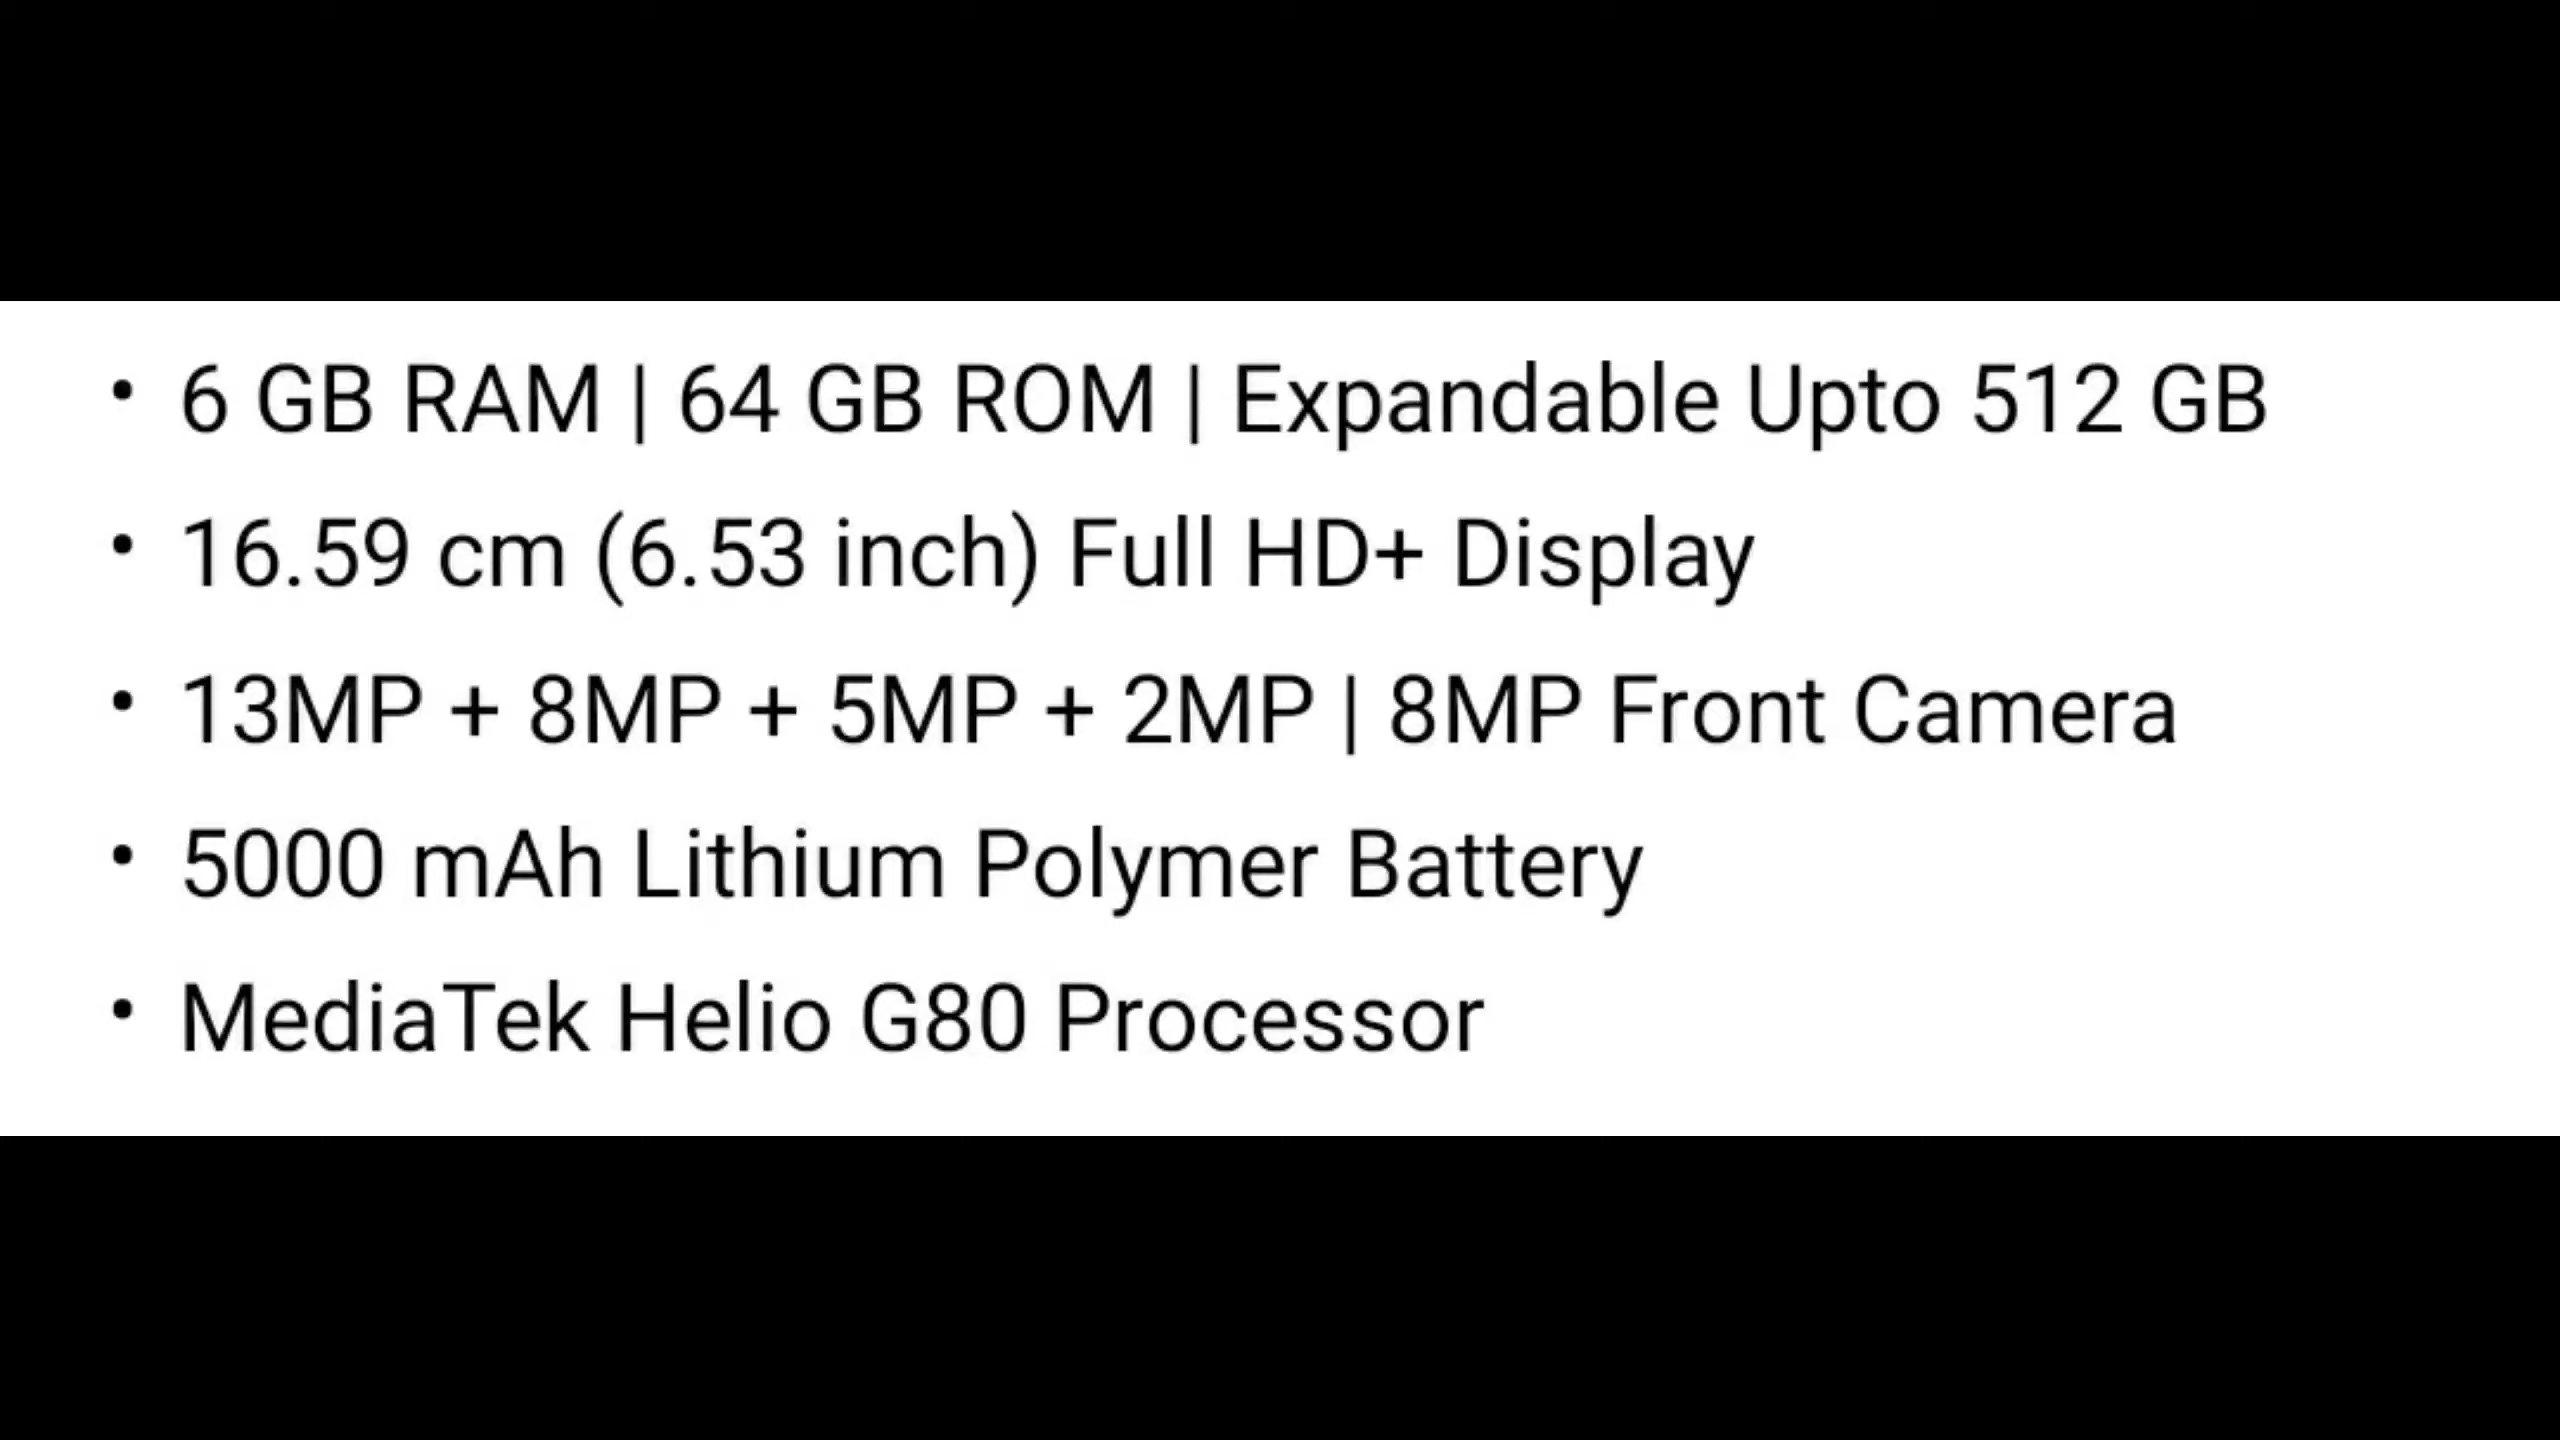 • 6 GB RAM | 64 GB ROM | Expandable Upto 512 GB
• 16.59 cm (6.53 inch) Full HD+ Display
• 13MP + 8MP + 5MP + 2MP | 8MP Front Camera
• 5000 mAh Lithium Polymer Battery
• MediaTek Helio G80 Processor